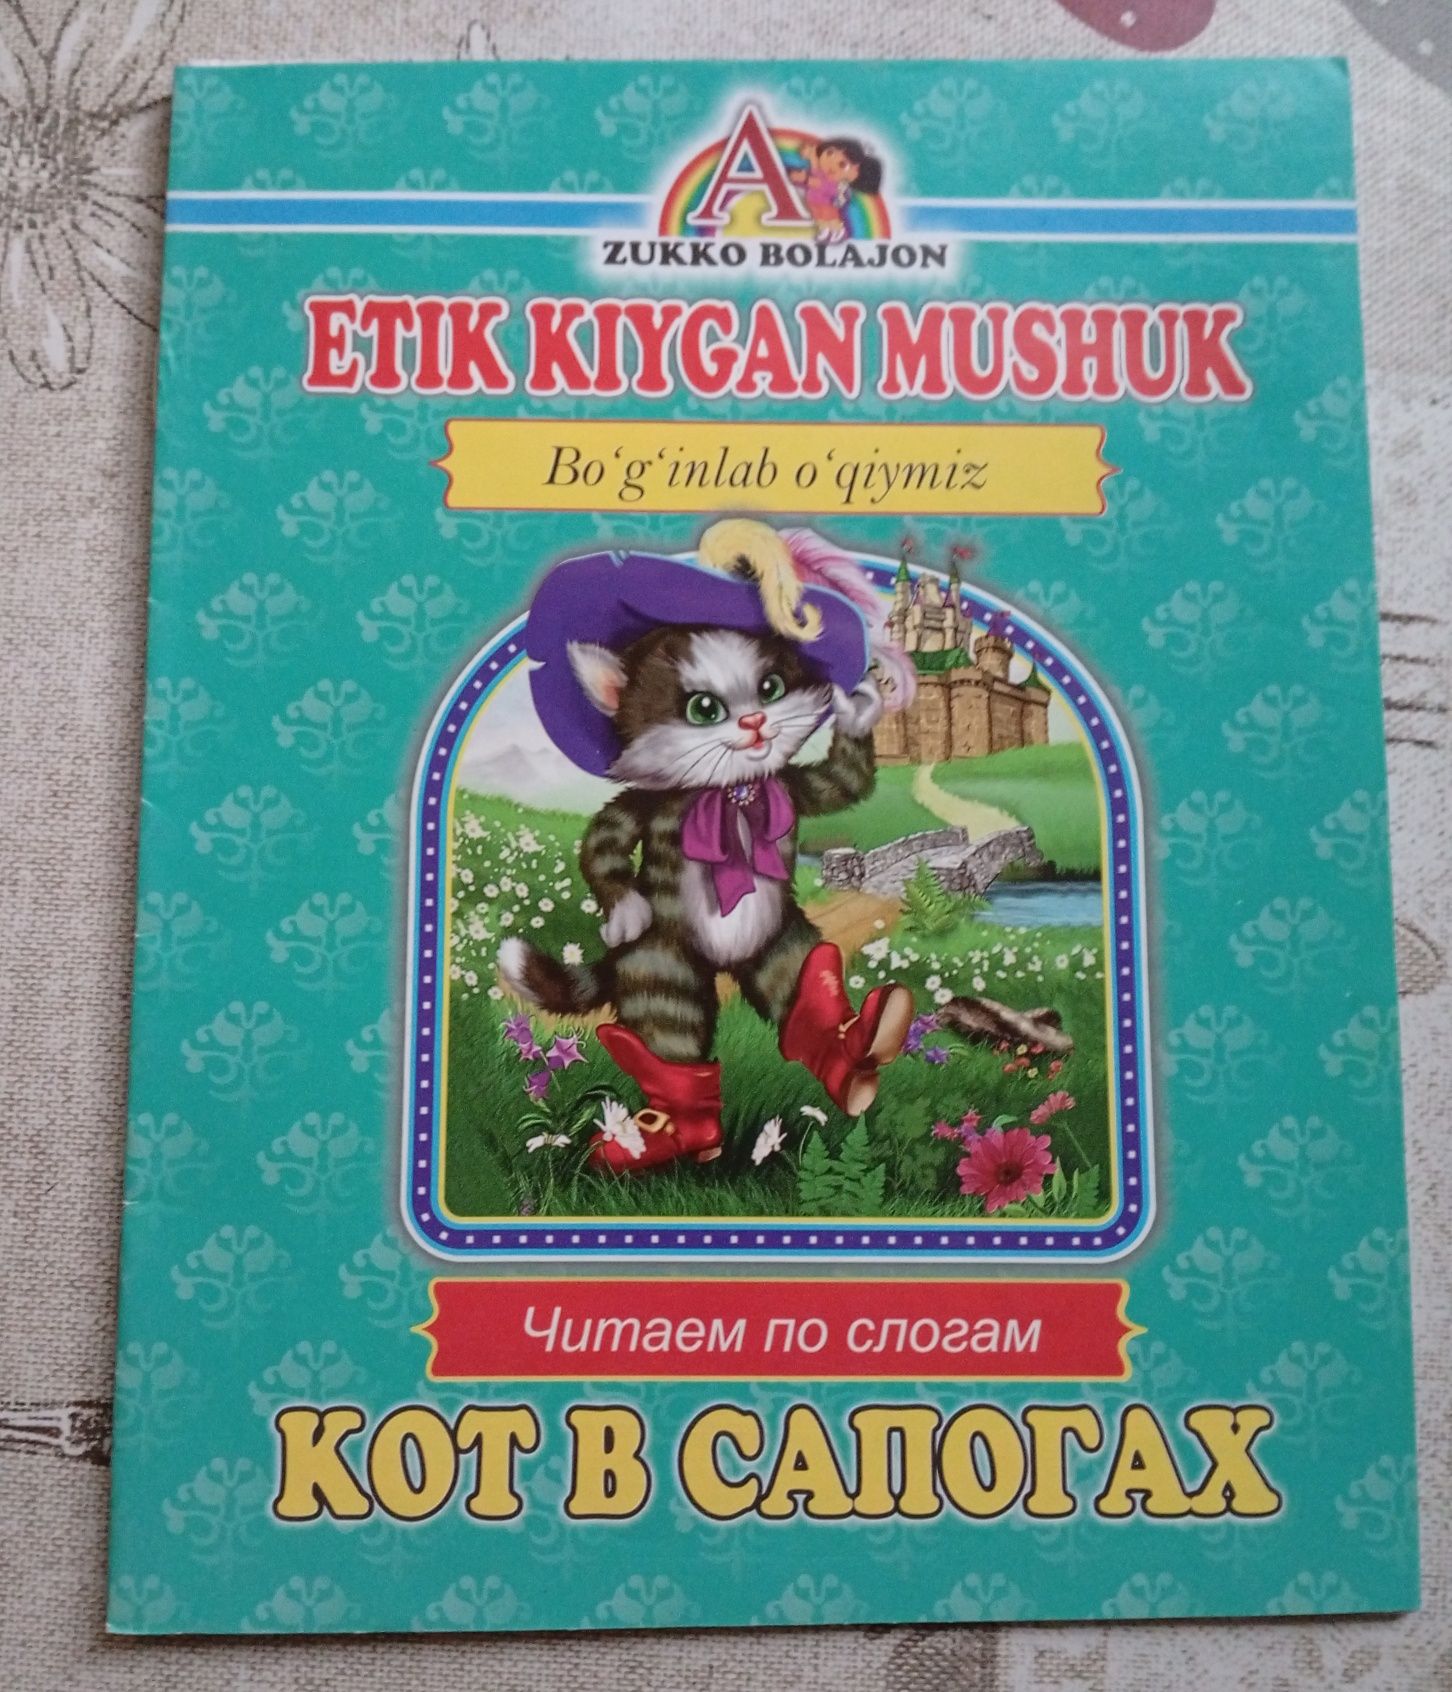 A
ZUKKO BOLAJON
ETIK KIYGAN MUSHUK
Bo‘g‘inlab o‘qiymiz
Читаем по слогам
КОТ В САПОГАХ